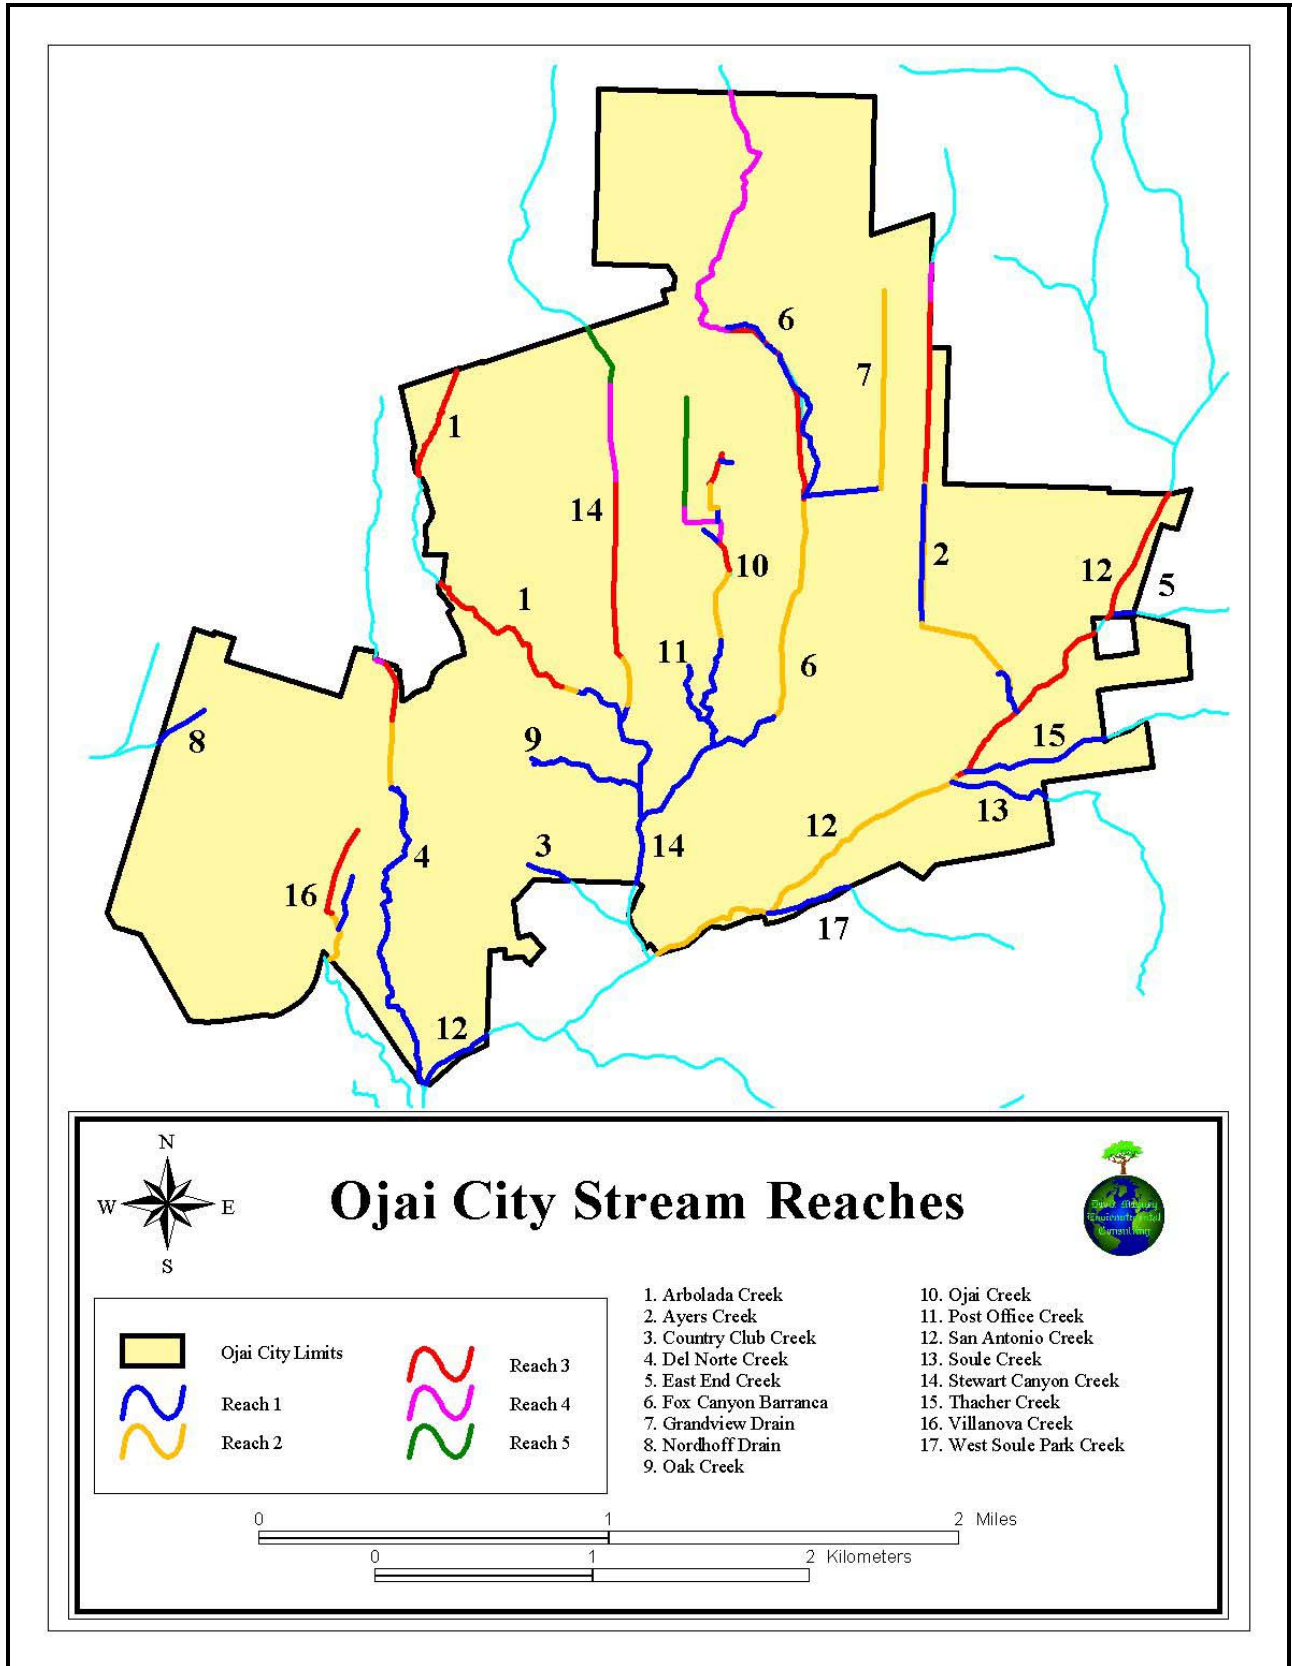 6
7
1
14
10
2
12
5
1
11
6
8
9
15
13
12
3
14
4
16
17
12
N
W E
S
Ojai City Stream Reaches
Ojai City Limits
Reach 1
Reach 2
Reach 3
Reach 4
Reach 5
1. Arbolada Creek
2. Ayers Creek
3. Country Club Creek
4. Del Norte Creek
5. East End Creek
6. Fox Canyon Barranca
7. Grandview Drain
8. Nordhoff Drain
9. Oak Creek
10. Ojai Creek
11. Post Office Creek
12. San Antonio Creek
13. Soule Creek
14. Stewart Canyon Creek
15. Thacher Creek
16. Villanova Creek
17. West Soule Park Creek
Environmental
Consulting
0 1 2 Miles
0 1 2 Kilometers